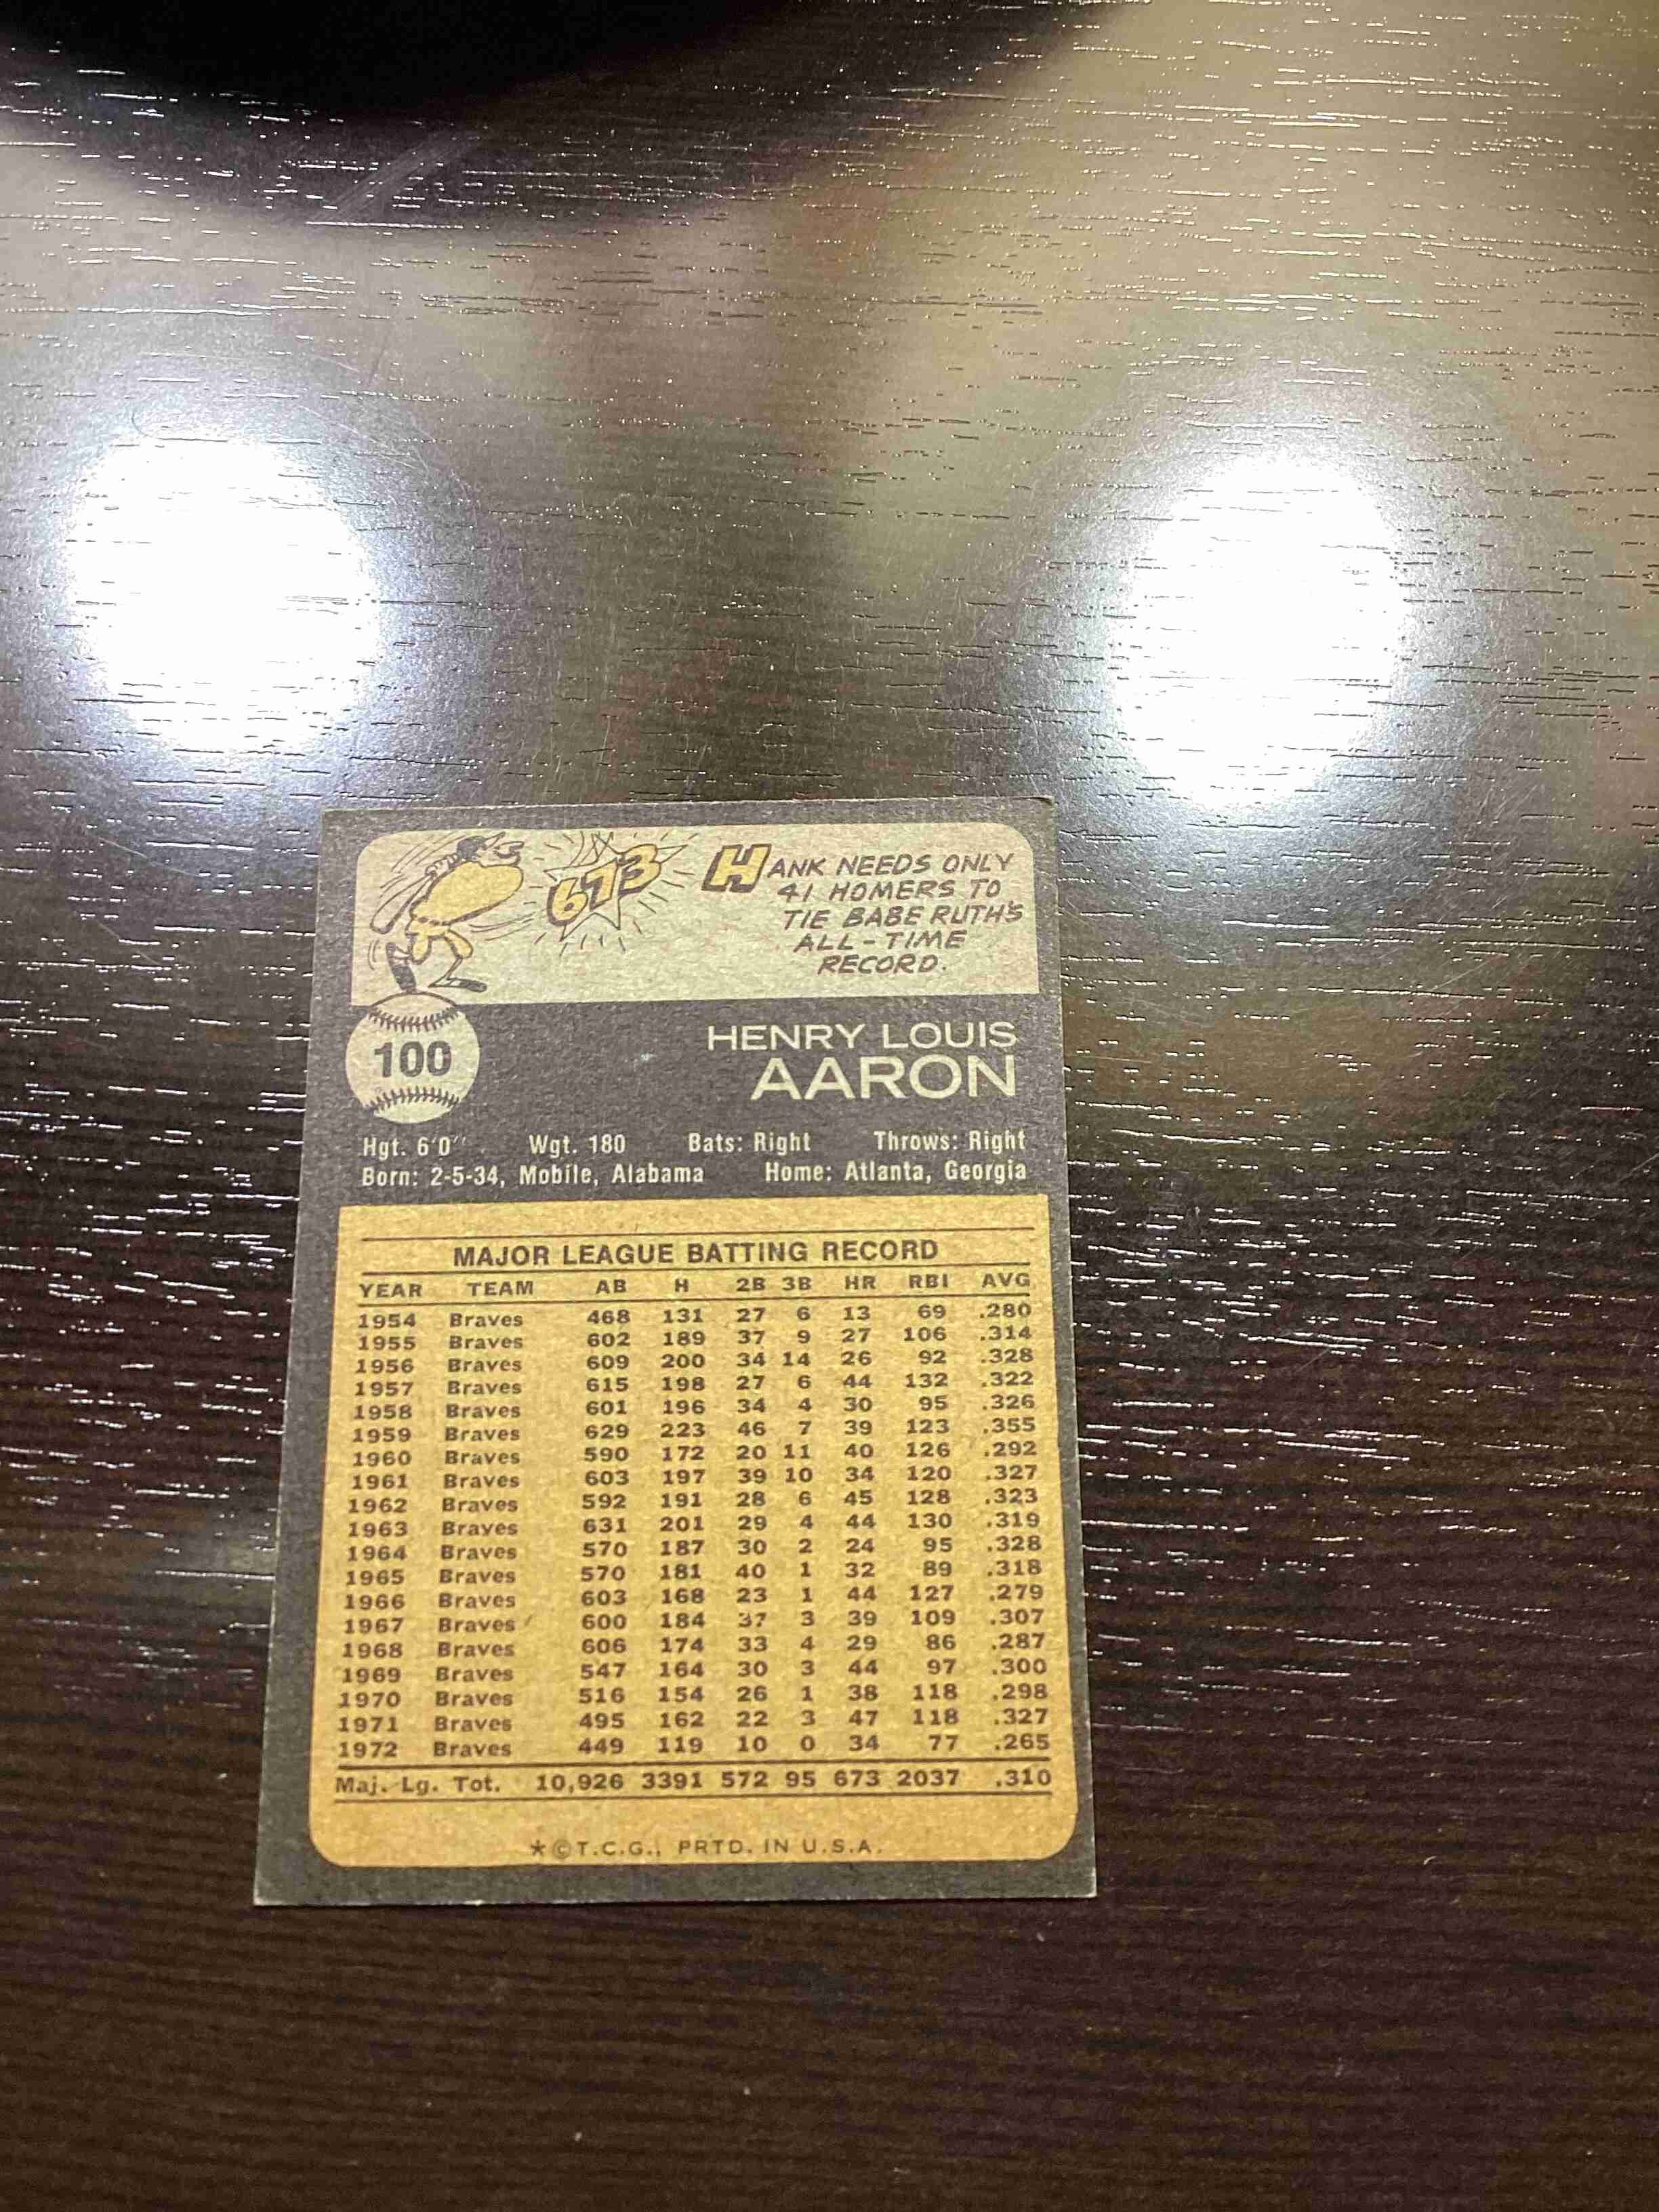 673
HANK NEEDS ONLY
41 HOMERS TO
TIE BABE RUTH'S
ALL-TIME
RECORD.
100
HENRY LOUIS
AARON
Hgt. 6'0" Wgt. 180 Bats: Right Throws: Right
Born: 2-5-34, Mobile, Alabama Home: Atlanta, Georgia
MAJOR LEAGUE BATTING RECORD
YEAR TEAM AB H 2B 3B HR RBI AVG
1954 Braves 468 131 27 6 13 69 .280
1955 Braves 602 189 37 9 27 106 .314
1956 Braves 609 200 34 14 26 92 .328
1957 Braves 615 198 27 6 44 132 .322
1958 Braves 601 196 34 4 30 95 .326
1959 Braves 629 223 46 7 39 123 .355
1960 Braves 590 172 20 11 40 126 .292
1961 Braves 603 197 39 10 34 120 .327
1962 Braves 592 191 28 6 45 128 .323
1963 Braves 631 201 29 4 44 130 .319
1964 Braves 570 187 30 2 24 95 .328
1965 Braves 570 181 40 1 32 89 .318
1966 Braves 603 168 23 1 44 127 .279
1967 Braves 600 184 37 3 39 109 .307
1968 Braves 606 174 33 4 29 86 .287
1969 Braves 547 164 30 3 44 97 .300
1970 Braves 516 154 26 1 38 118 .298
1971 Braves 495 162 22 3 47 118 .327
1972 Braves 449 119 10 0 34 77 .265
Maj. Lg. Tot. 10,926 3391 572 95 673 2037 .310
*©T.C.G., PRTD. IN U.S.A.